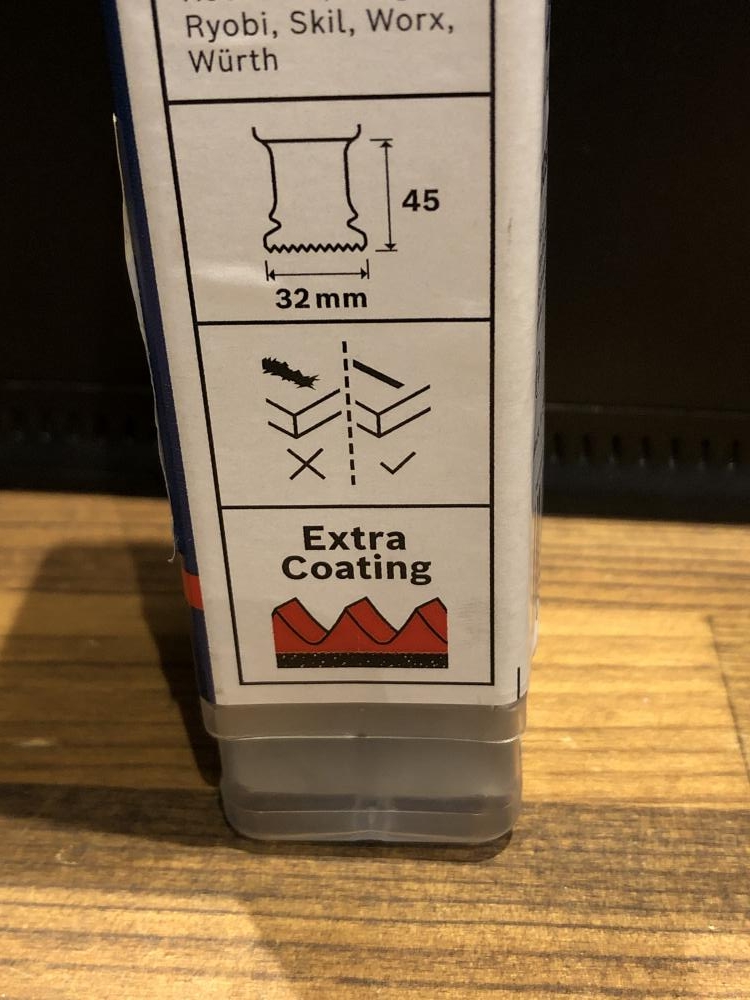 Ryobi, Skil, Worx,
Würth
45
32 mm
Extra
Coating